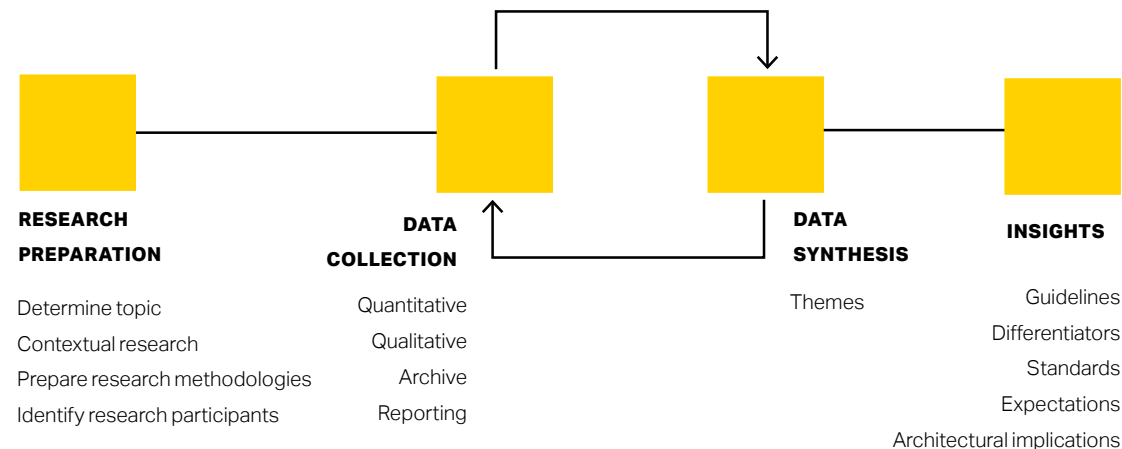 RESEARCH
PREPARATION
Determine topic
Contextual research
Prepare research methodologies
Identify research participants
DATA
COLLECTION
Quantitative
Qualitative
Archive
Reporting
DATA
SYNTHESIS
Themes
INSIGHTS
Guidelines
Differentiators
Standards
Expectations
Architectural implications